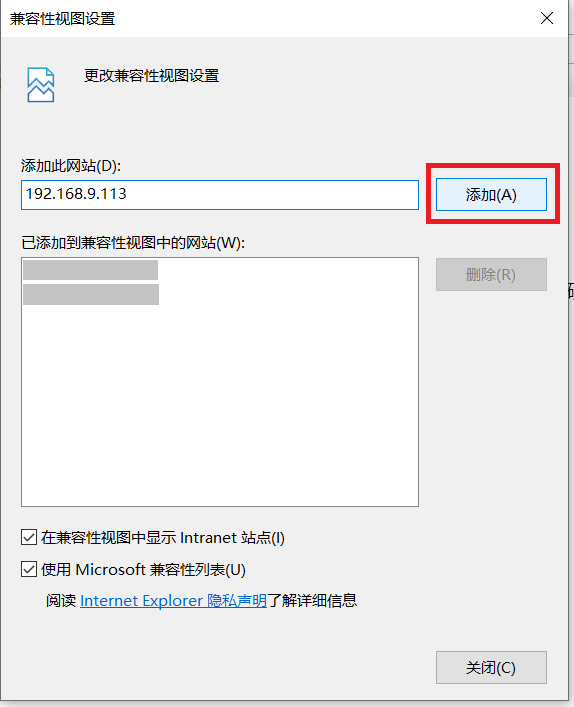 兼容性视图设置
更改兼容性视图设置
添加此网站(D):
192.168.9.113
添加(A)
已添加到兼容性视图中的网站(W):
删除(R)
在兼容性视图中显示 Intranet 站点(I)
使用 Microsoft 兼容性列表(U)
阅读 Internet Explorer 隐私声明了解详细信息
关闭(C)